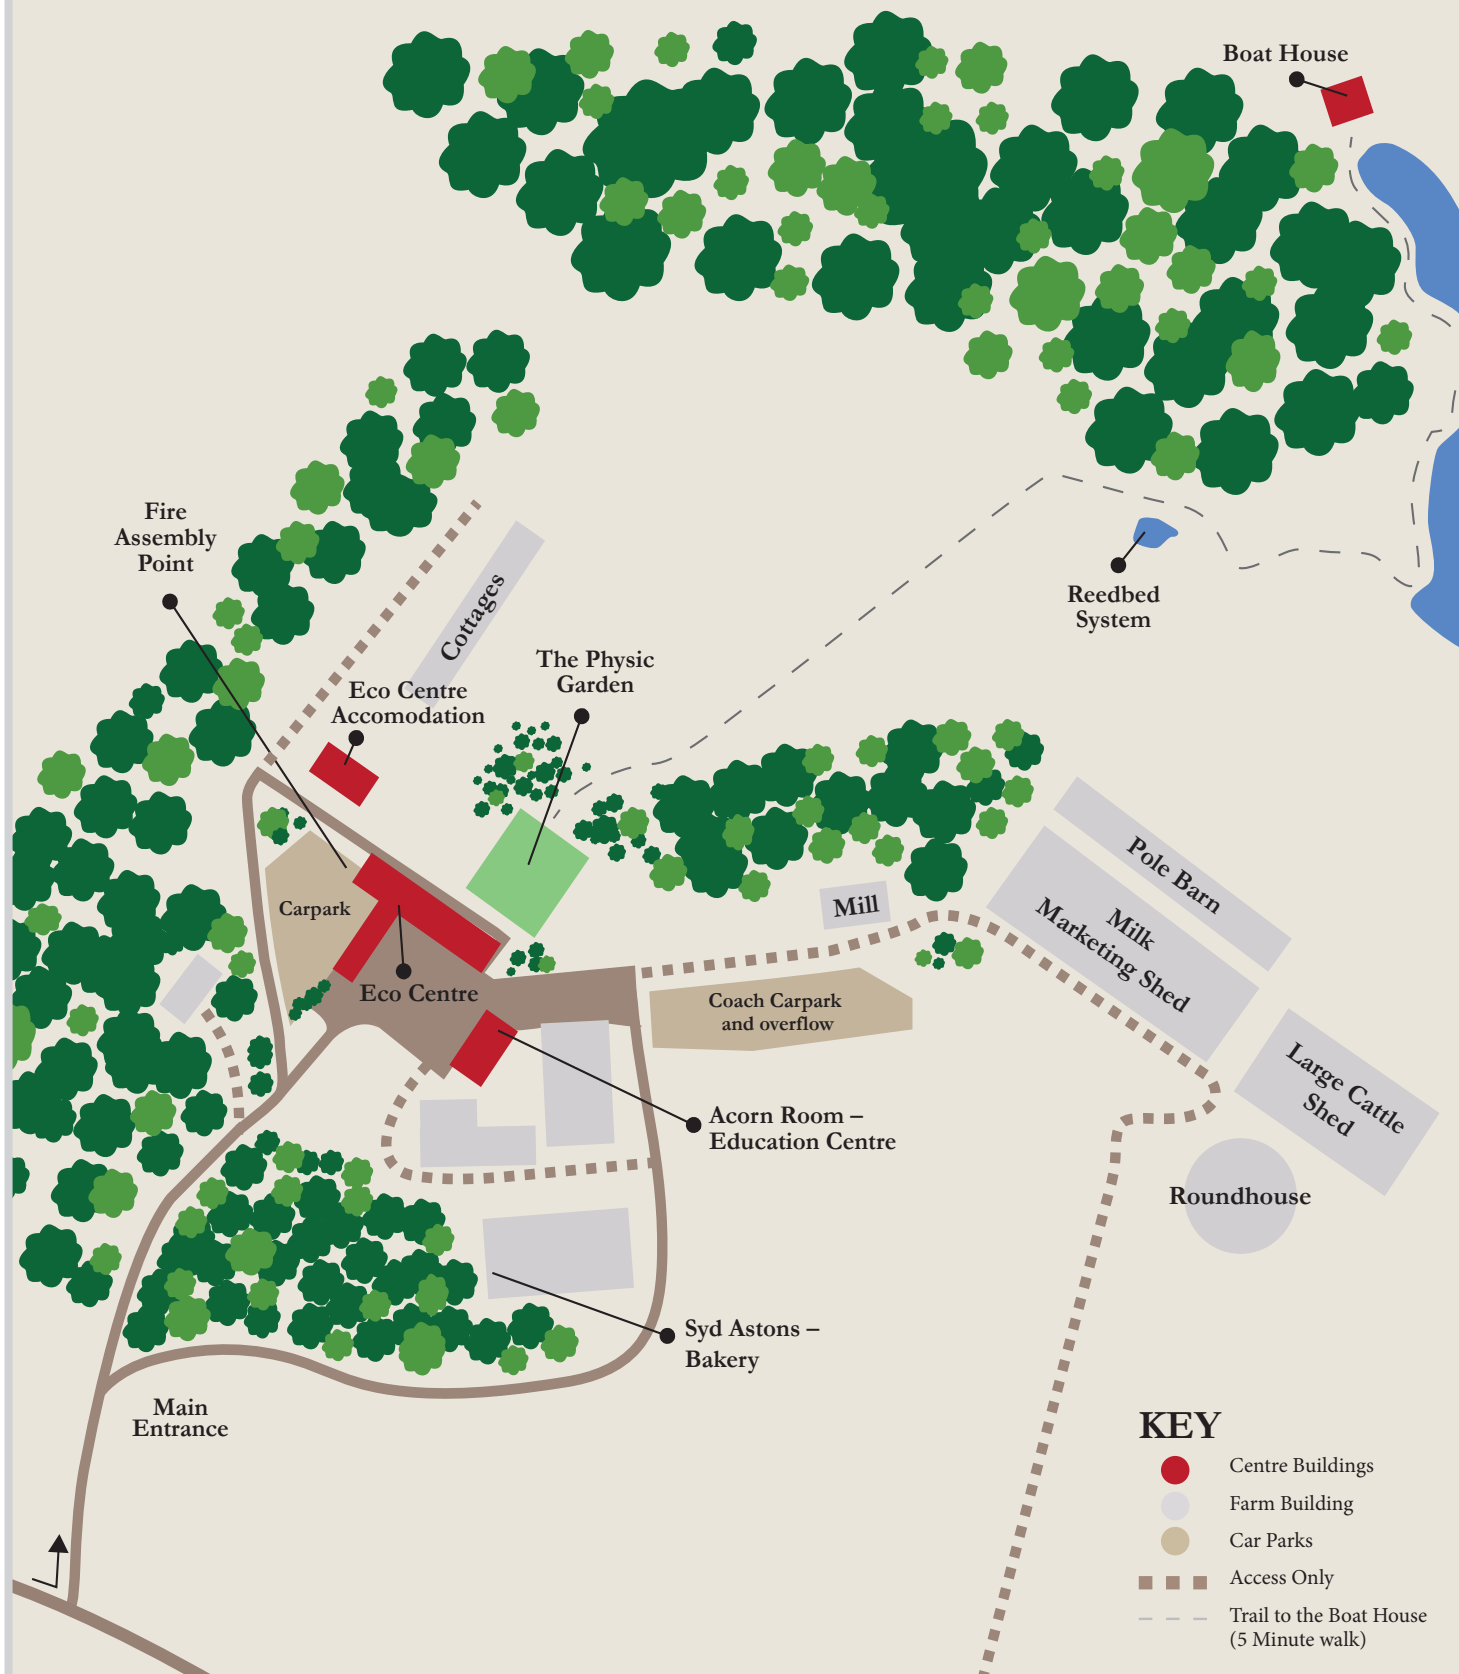 Boat House
Fire
Assembly
Point
Cottages
Reedbed
System
The Physic
Garden
Eco Centre
Accomodation
Pole Barn
Milk
Marketing Shed
Mill
Carpark
Eco Centre
Coach Carpark
and overflow
Large Cattle
Shed
Acorn Room –
Education Centre
Roundhouse
Syd Astons –
Bakery
Main
Entrance
KEY
Centre Buildings
Farm Building
Car Parks
Access Only
Trail to the Boat House
(5 Minute walk)